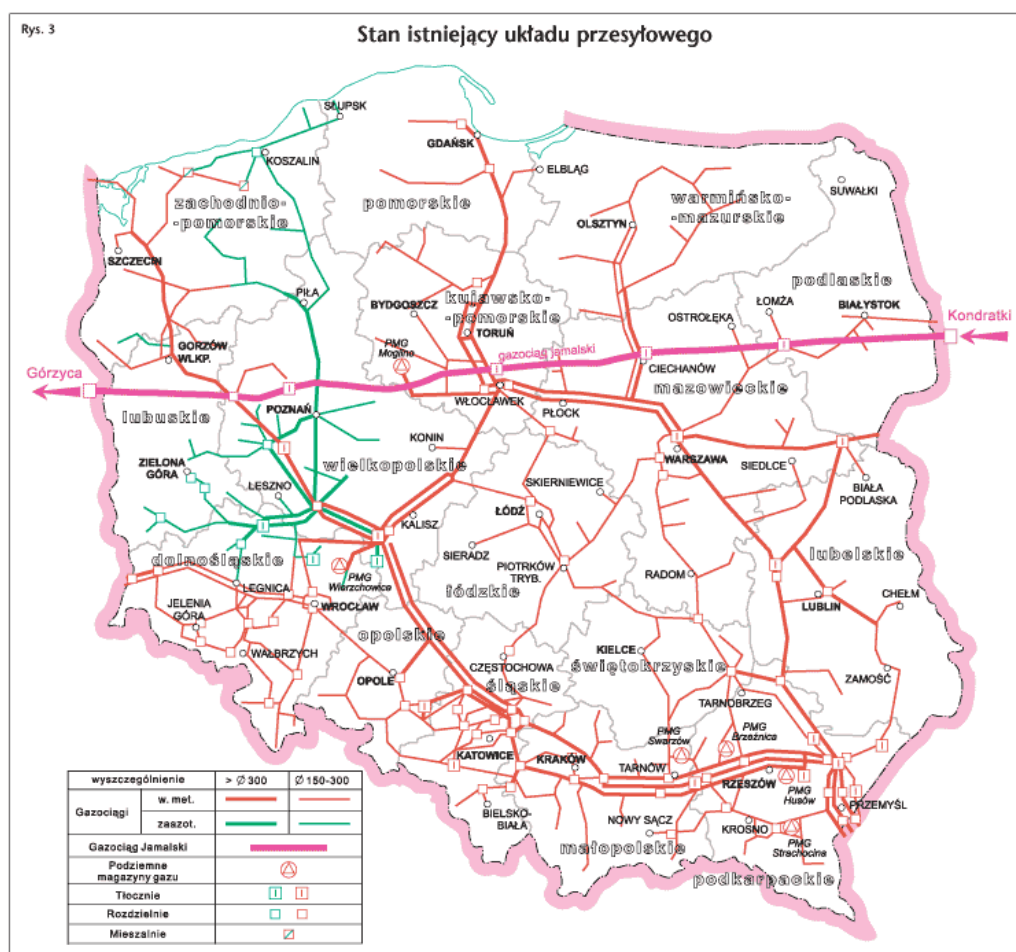 Rys. 3
Stan istniejący układu przesyłowego
SŁUPSK
KOSZALIN
GDAŃSK
ELBLĄG
SUWAŁKI
zachodnio-
-pomorskie
pomorskie
warmińsko-
-mazurskie
OLSZTYN
SZCZECIN
PIŁA
BYDGOSZCZ
kujawsko-
-pomorskie
TORUŃ
podlaskie
ŁOMŻA
BIAŁYSTOK
OSTROŁĘKA
Kondratki
GORZÓW
WLKP.
PMG
Mogilno
gazociąg jamalski
CIECHANÓW
mazowieckie
Górzyca
WŁOCŁAWEK
PŁOCK
lubuskie
POZNAŃ
KONIN
WARSZAWA
SIEDLCE
ZIELONA
GÓRA
wielkopolskie
LESZNO
SKIERNIEWICE
BIAŁA
PODLASKA
KALISZ
ŁÓDŹ
SIERADZ
dolnośląskie
PMG
Wierzchowice
PIOTRKÓW
TRYB.
łódzkie
RADOM
lubelskie
LEGNICA
WROCŁAW
LUBLIN
CHEŁM
JELENIA
GÓRA
opolskie
WAŁBRZYCH
KIELCE
świętokrzyskie
CZĘSTOCHOWA
OPOLE
śląskie
ZAMOŚĆ
TARNOBRZEG
PMG
Swarzów
PMG
Brzeźnica
KATOWICE
KRAKÓW
TARNÓW
RZESZÓW
PMG
Husów
PRZEMYŚL
BIELSKO-
BIAŁA
NOWY SĄCZ
KROSNO
małopolskie
PMG
Strachocina
podkarpackie
wyszczególnienie > Ø 300 Ø 150-300
Gazociągi w. met.
zaazot.
Gazociąg Jamalski
Podziemne
magazyny gazu
Tłocznie
Rozdzielnie
Mieszalnie